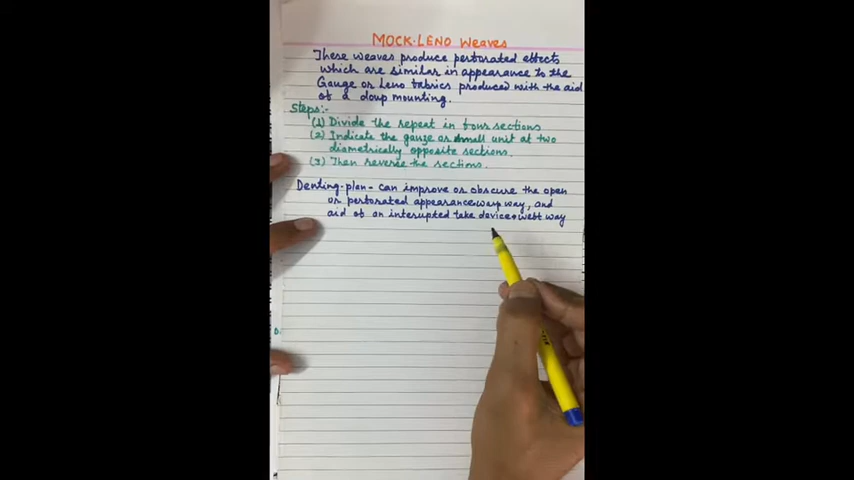 MOCK-LENO Weaves
These weaves produce perforated effects
which are similar in appearance to the
Gauge or Leno fabrics produced with the aid
of a doup mounting.
Steps:-
(1) Divide the repeat in four sections
(2) Indicate the gauze or small unit at two
diametrically opposite sections.
(3) Then reverse the sections.
Denting-plan- can improve or obscure the open
or perforated appearance warp way, and
aid of an interupted take device weft way